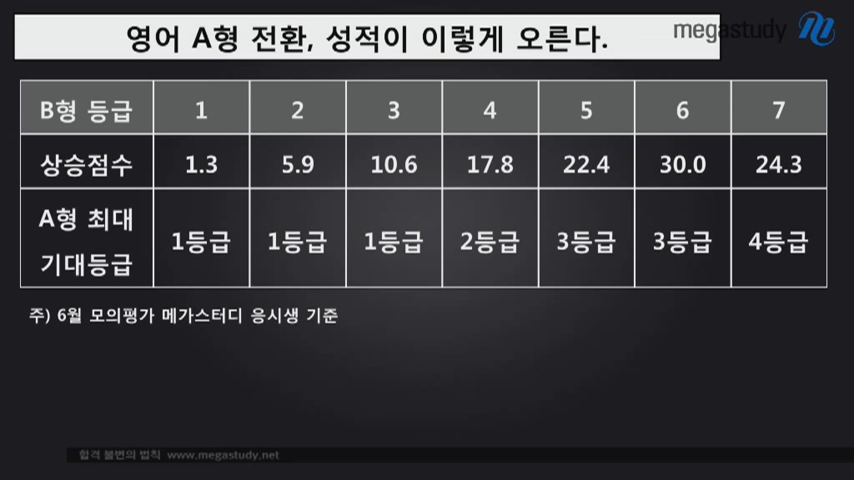 영어 A형 전환, 성적이 이렇게 오른다.
megastudy
B형 등급 1 2 3 4 5 6 7
상승점수 1.3 5.9 10.6 17.8 22.4 30.0 24.3
A형 최대
기대등급 1등급 1등급 1등급 2등급 3등급 3등급 4등급
주) 6월 모의평가 메가스터디 응시생 기준
합격 불변의 법칙 www.megastudy.net